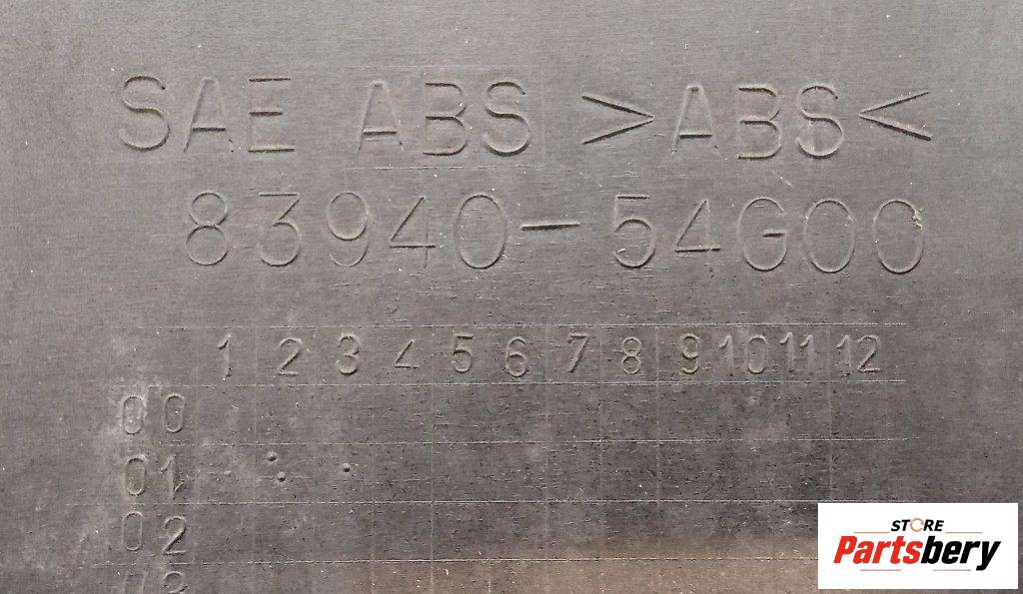 SAE ABS >ABS<
83940-54G00
1 2 3 4 5 6 7 8 9 10 11 12
00
01
02
STORE
Partsbery